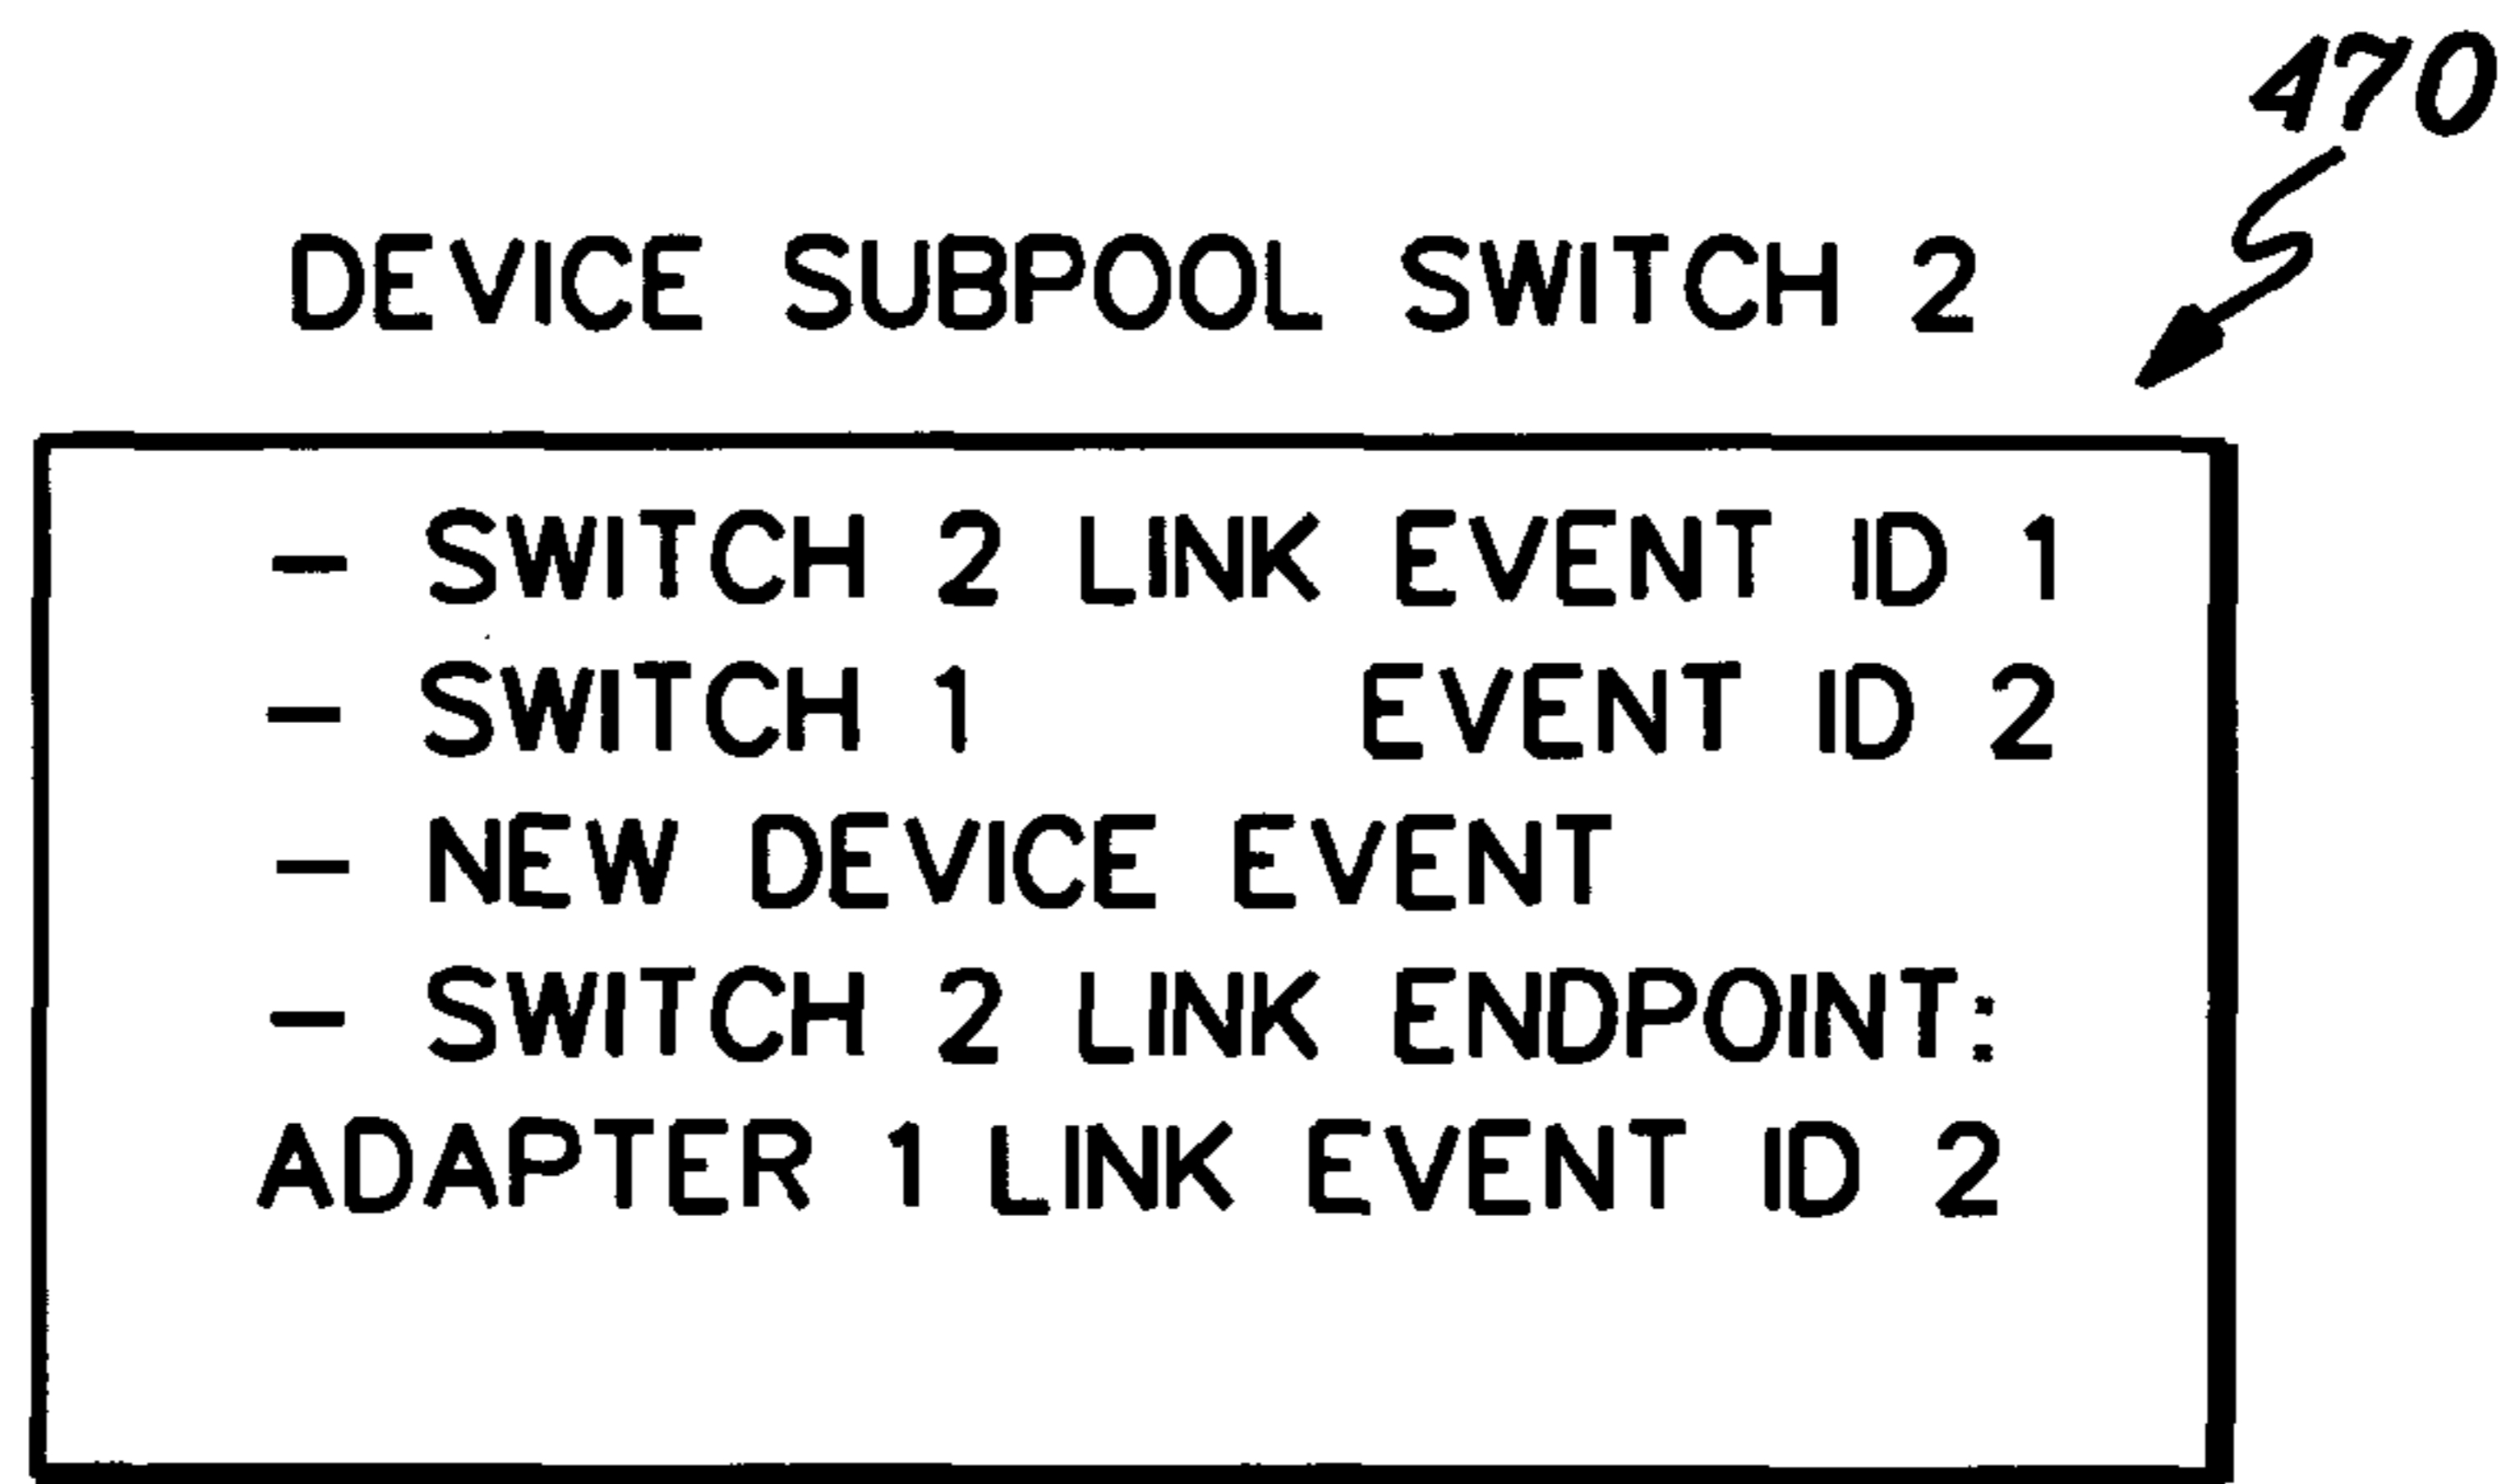 470
DEVICE SUBPOOL SWITCH 2
- SWITCH 2 LINK EVENT ID 1
- SWITCH 1 EVENT ID 2
- NEW DEVICE EVENT
- SWITCH 2 LINK ENDPOINT:
ADAPTER 1 LINK EVENT ID 2